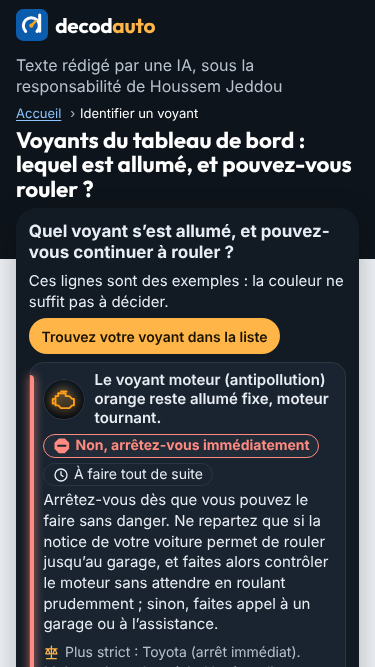 decodauto
Texte rédigé par une IA, sous la
responsabilité de Houssem Jeddou
Accueil › Identifier un voyant
Voyants du tableau de bord :
lequel est allumé, et pouvez-vous
rouler ?
Quel voyant s’est allumé, et pouvez-
vous continuer à rouler ?
Ces lignes sont des exemples : la couleur ne
suffit pas à décider.
Trouvez votre voyant dans la liste
Le voyant moteur (antipollution)
orange reste allumé fixe, moteur
tournant.
Non, arrêtez-vous immédiatement
À faire tout de suite
Arrêtez-vous dès que vous pouvez le
faire sans danger. Ne repartez que si la
notice de votre voiture permet de rouler
jusqu’au garage, et faites alors contrôler
le moteur sans attendre en roulant
prudemment ; sinon, faites appel à un
garage ou à l’assistance.
Plus strict : Toyota (arrêt immédiat).